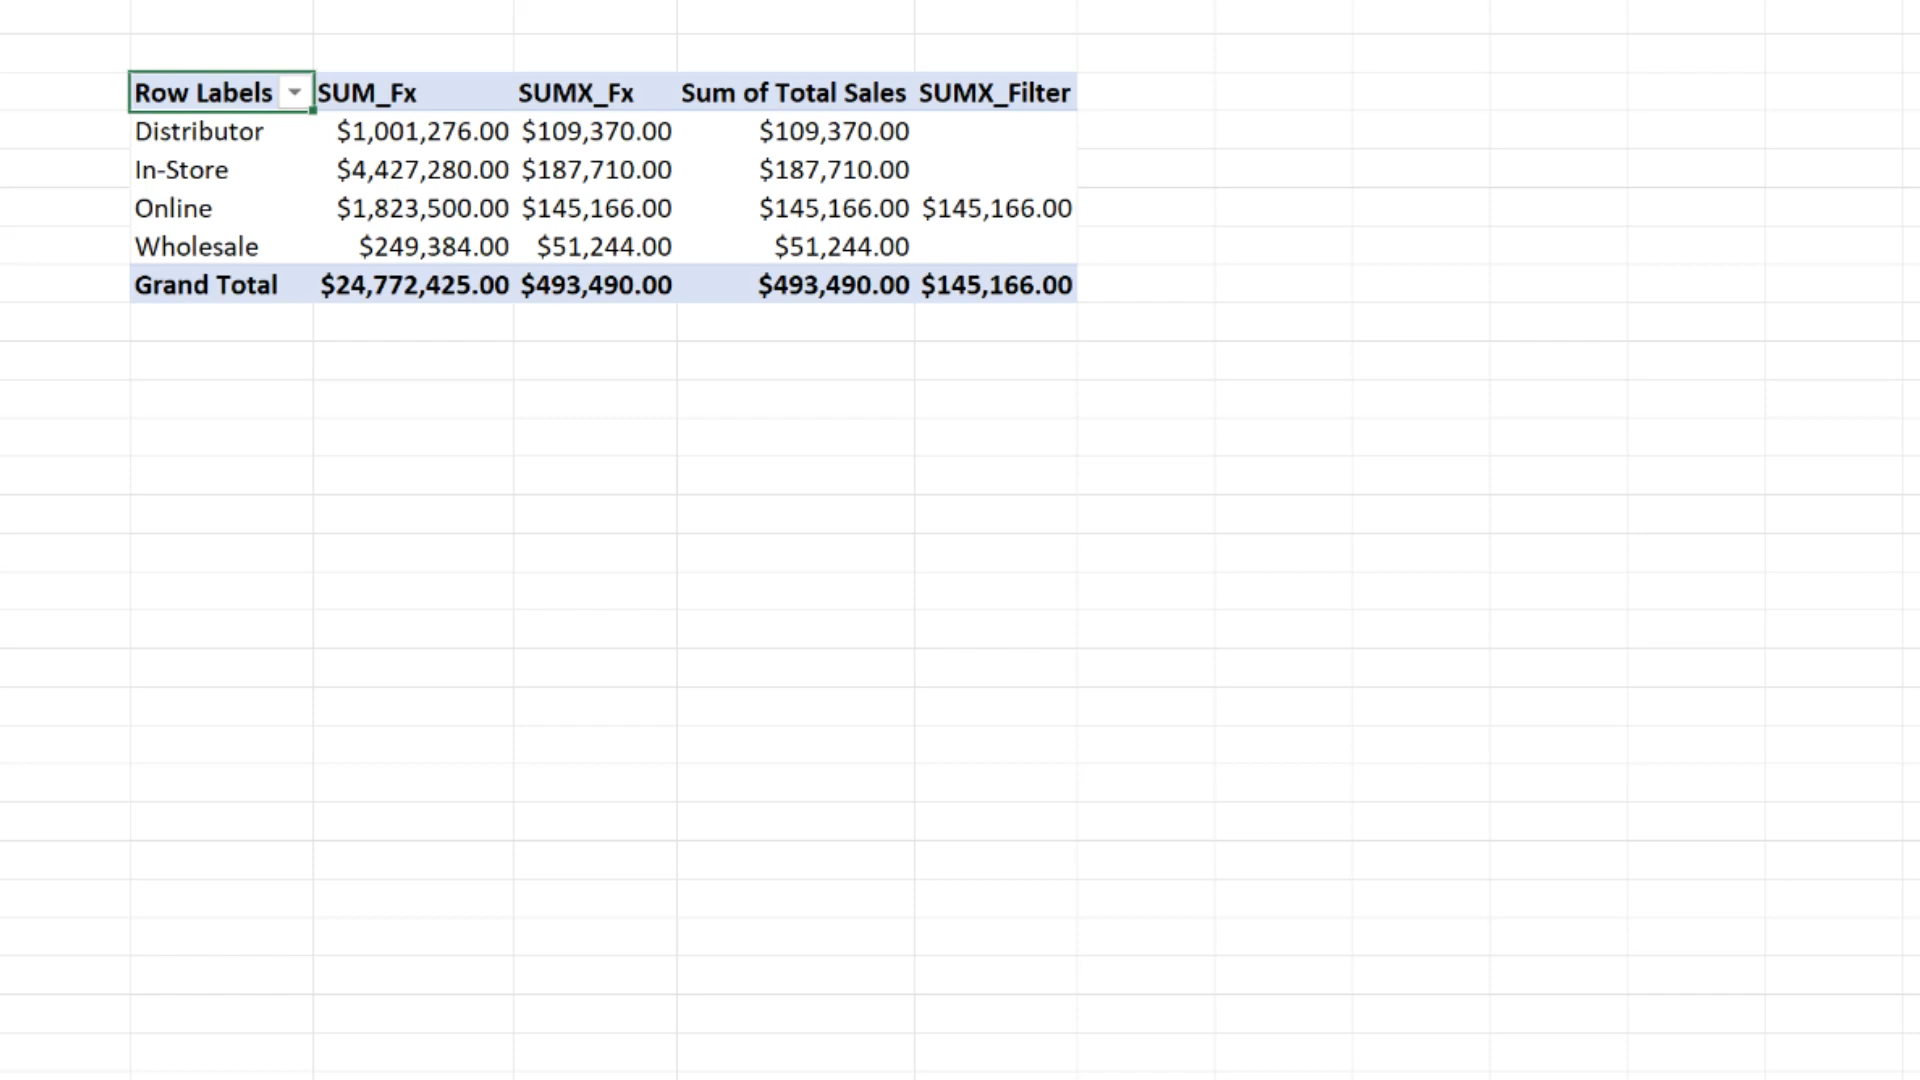 Row Labels SUM_Fx SUMX_Fx Sum of Total Sales SUMX_Filter
Distributor $1,001,276.00 $109,370.00 $109,370.00
In-Store $4,427,280.00 $187,710.00 $187,710.00
Online $1,823,500.00 $145,166.00 $145,166.00 $145,166.00
Wholesale $249,384.00 $51,244.00 $51,244.00
Grand Total $24,772,425.00 $493,490.00 $493,490.00 $145,166.00